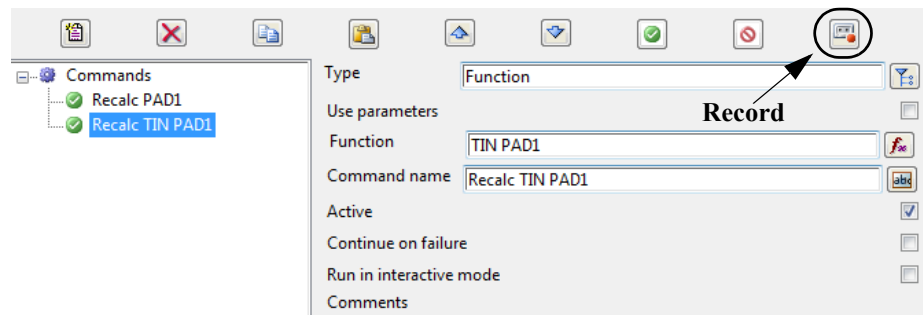 Commands
Recalc PAD1
Recalc TIN PAD1
Type Function
Use parameters
Record
Function TIN PAD1
Command name Recalc TIN PAD1
Active
Continue on failure
Run in interactive mode
Comments